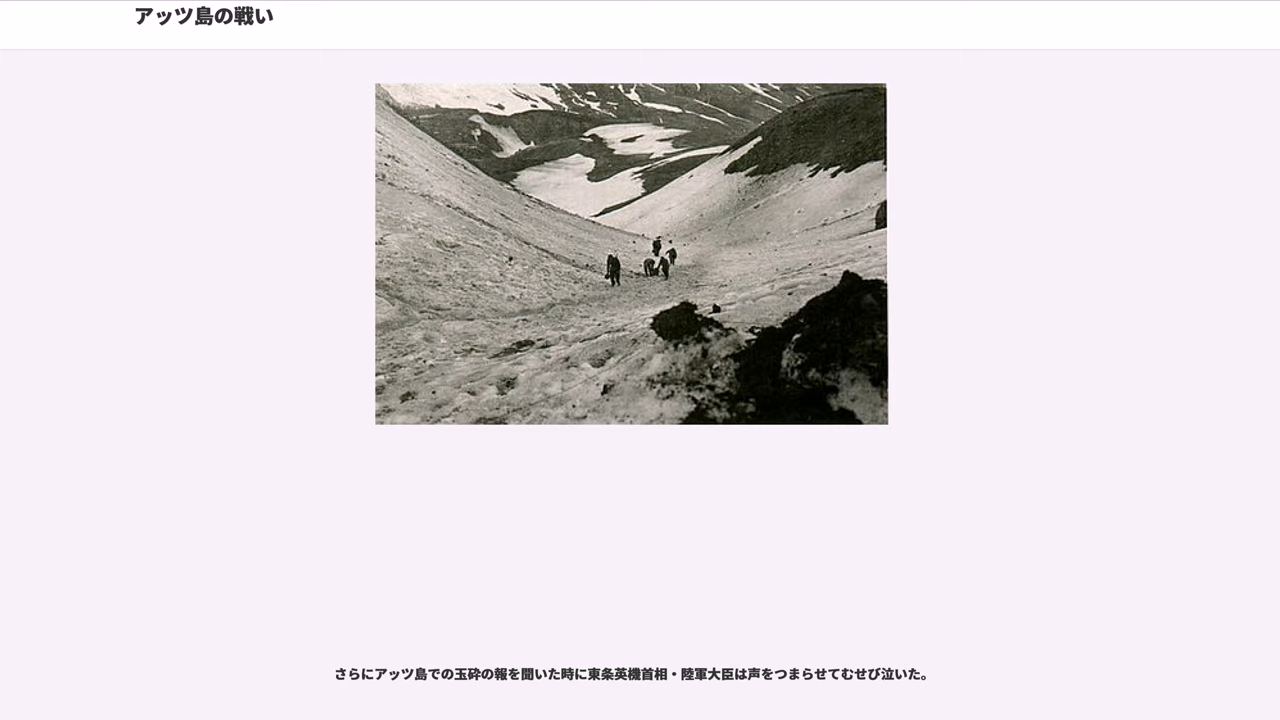 アッツ島の戦い
さらにアッツ島での玉砕の報を聞いた時に東条英機首相・陸軍大臣は声をつまらせてむせび泣いた。